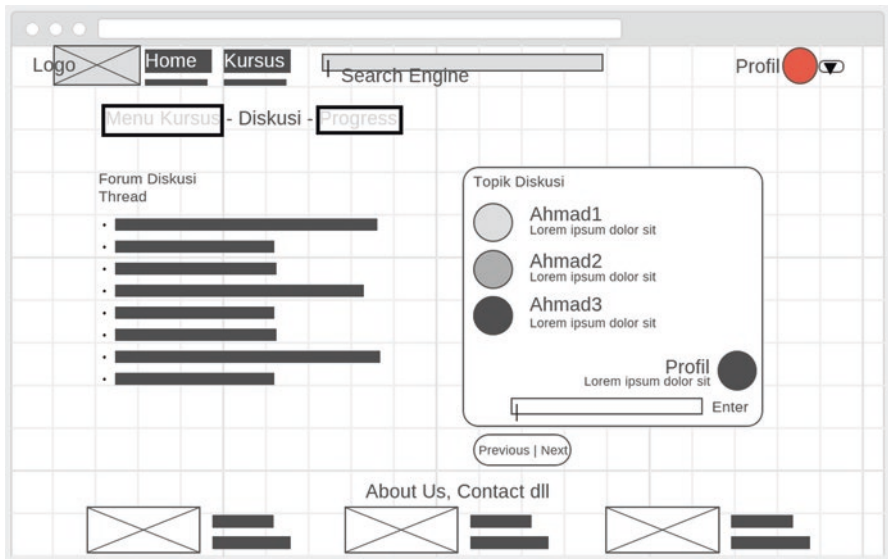 Logo Home Kursus Search Engine Profil
Menu Kursus - Diskusi - Progress
Forum Diskusi
Thread
Topik Diskusi
Ahmad1
Lorem ipsum dolor sit
Ahmad2
Lorem ipsum dolor sit
Ahmad3
Lorem ipsum dolor sit
Profil
Lorem ipsum dolor sit
Enter
Previous | Next
About Us, Contact dll